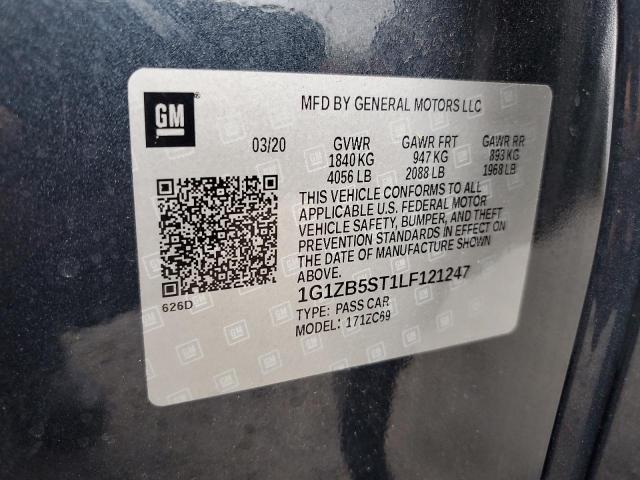 GM
MFD BY GENERAL MOTORS LLC
03/20 GVWR GAWR FRT GAWR RR
1840 KG 947 KG 893 KG
4056 LB 2088 LB 1968 LB
THIS VEHICLE CONFORMS TO ALL
APPLICABLE U.S. FEDERAL MOTOR
VEHICLE SAFETY, BUMPER, AND THEFT
PREVENTION STANDARDS IN EFFECT ON
THE DATE OF MANUFACTURE SHOWN
ABOVE.
626D
1G1ZB5ST1LF121247
TYPE: PASS CAR
MODEL: 171ZC69